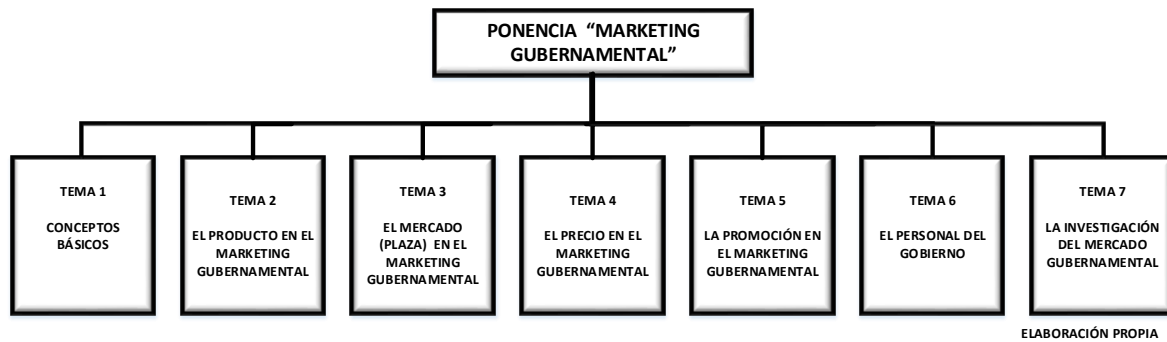 PONENCIA “MARKETING
GUBERNAMENTAL”
TEMA 1
CONCEPTOS
BÁSICOS
TEMA 2
EL PRODUCTO EN EL
MARKETING
GUBERNAMENTAL
TEMA 3
EL MERCADO
(PLAZA) EN EL
MARKETING
GUBERNAMENTAL
TEMA 4
EL PRECIO EN EL
MARKETING
GUBERNAMENTAL
TEMA 5
LA PROMOCIÓN EN
EL MARKETING
GUBERNAMENTAL
TEMA 6
EL PERSONAL DEL
GOBIERNO
TEMA 7
LA INVESTIGACIÓN
DEL MERCADO
GUBERNAMENTAL
ELABORACIÓN PROPIA